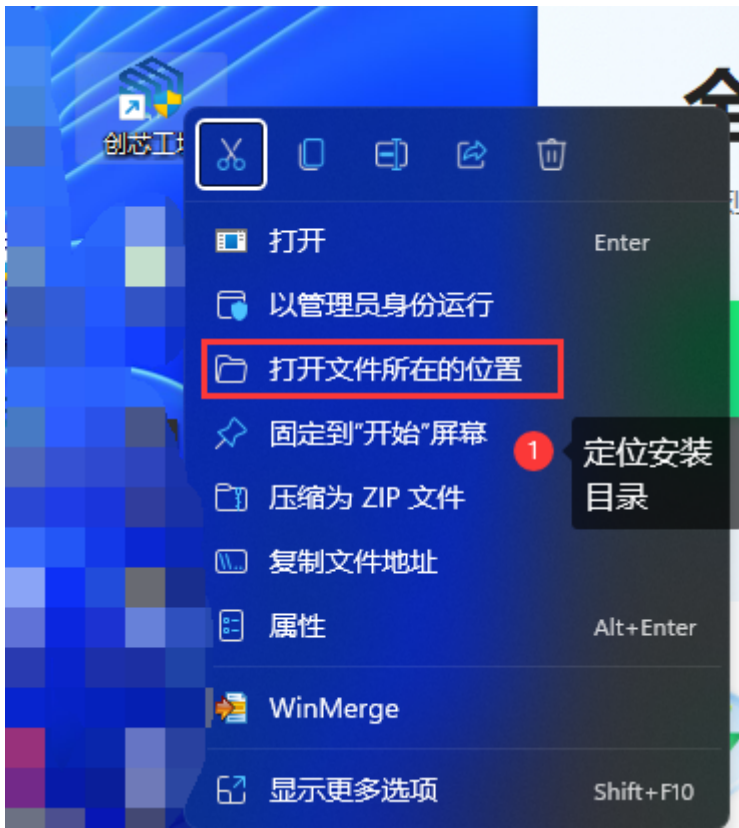 创芯工
打开 Enter
以管理员身份运行
打开文件所在的位置
固定到"开始"屏幕
1 定位安装
目录
压缩为 ZIP 文件
复制文件地址
属性 Alt+Enter
WinMerge
显示更多选项 Shift+F10